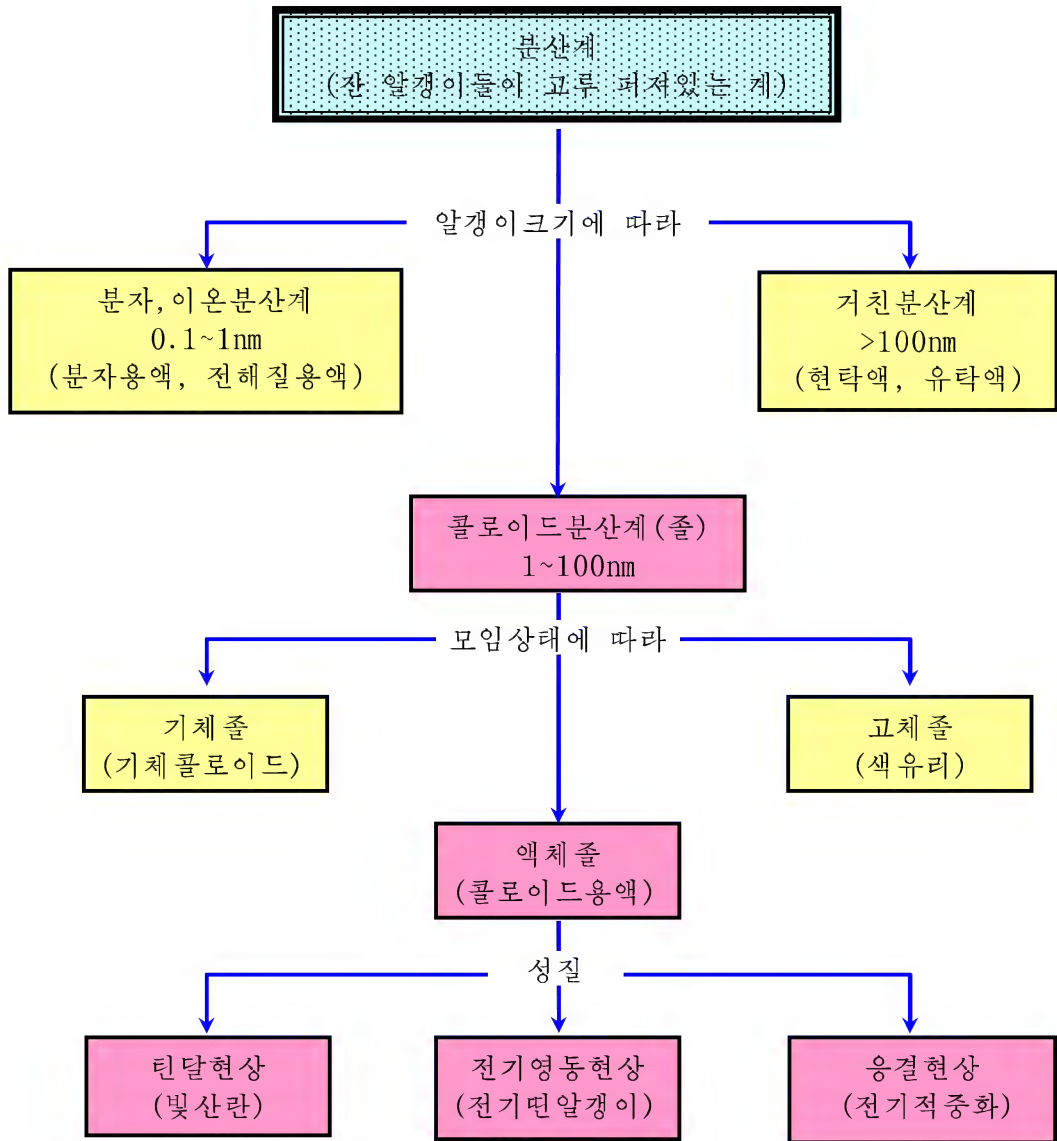 분산계
(잔 알갱이들이 고루 퍼져있는 계)
알갱이크기에 따라
분자,이온분산계
0.1~1nm
(분자용액, 전해질용액)
거친분산계
>100nm
(현탁액, 유탁액)
콜로이드분산계(졸)
1~100nm
모임상태에 따라
기체졸
(기체콜로이드)
고체졸
(색유리)
액체졸
(콜로이드용액)
성질
틴달현상
(빛산란)
전기영동현상
(전기띤알갱이)
응결현상
(전기적중화)